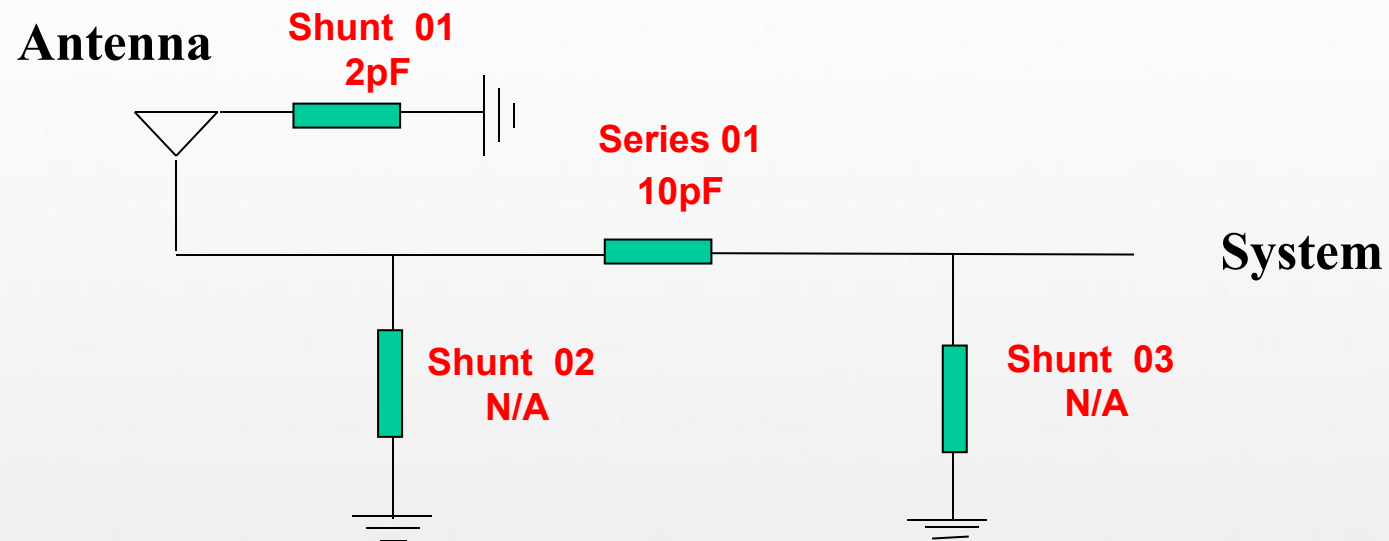 Antenna
Shunt 01
2pF
Series 01
10pF
System
Shunt 02
N/A
Shunt 03
N/A